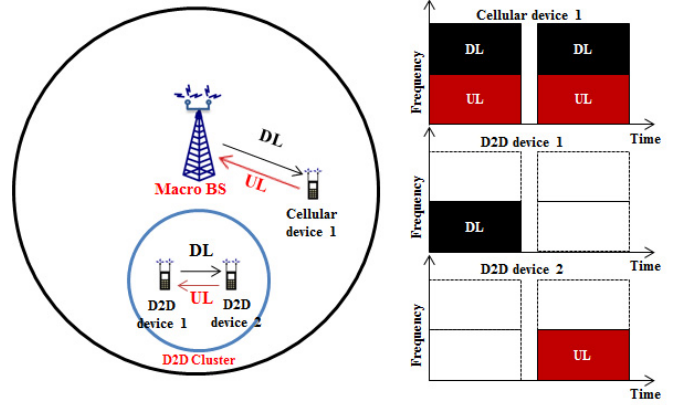 DL
UL
Macro BS
Cellular
device 1
DL
UL
D2D
device 1
D2D
device 2
D2D Cluster
Cellular device 1
Frequency
DL
DL
UL
UL
Time
D2D device 1
Frequency
DL
Time
D2D device 2
Frequency
UL
Time